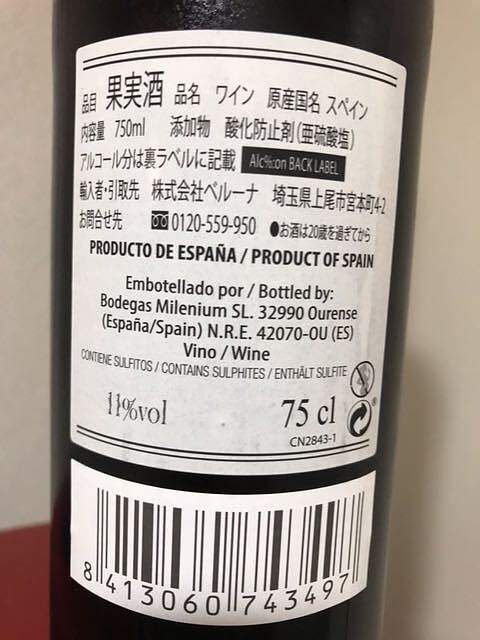 品目 果実酒 品名 ワイン 原産国名 スペイン
内容量 750ml 添加物 酸化防止剤(亜硫酸塩)
アルコール分は裏ラベルに記載 Alc%:on BACK LABEL
輸入者・引取先 株式会社ベルーナ 埼玉県上尾市宮本町4-2
お問合せ先 0120-559-950 ●お酒は20歳を過ぎてから
PRODUCTO DE ESPAÑA / PRODUCT OF SPAIN
Embotellado por / Bottled by:
Bodegas Milenium SL. 32990 Ourense
(España/Spain) N.R.E. 42070-OU (ES)
Vino / Wine
CONTIENE SULFITOS / CONTAINS SULPHITES / ENTHÄLT SULFITE
11%vol 75 cl ®
CN2843-1
8 413060 743497